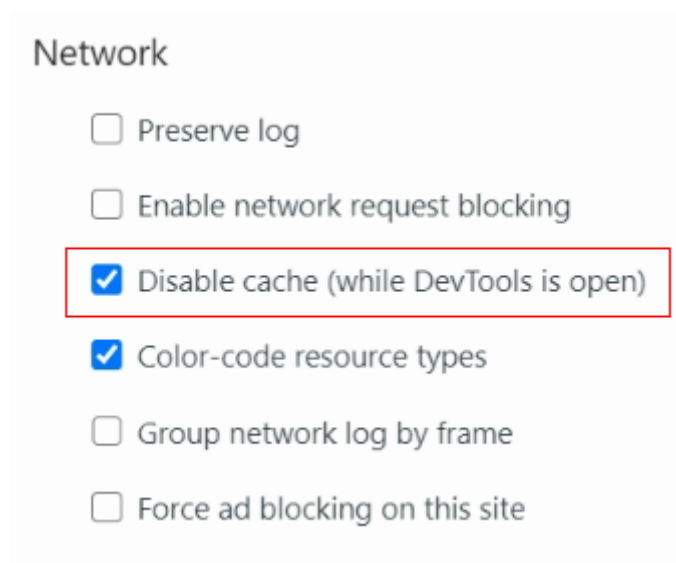 Network
Preserve log
Enable network request blocking
Disable cache (while DevTools is open)
Color-code resource types
Group network log by frame
Force ad blocking on this site